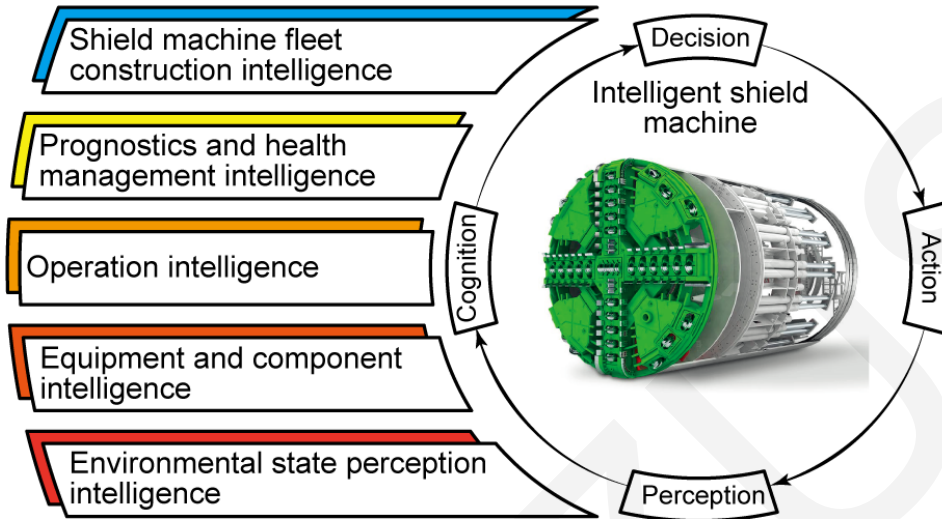 Shield machine fleet
construction intelligence
Prognostics and health
management intelligence
Operation intelligence
Equipment and component
intelligence
Environmental state perception
intelligence
Decision
Intelligent shield
machine
Cognition
Action
Perception